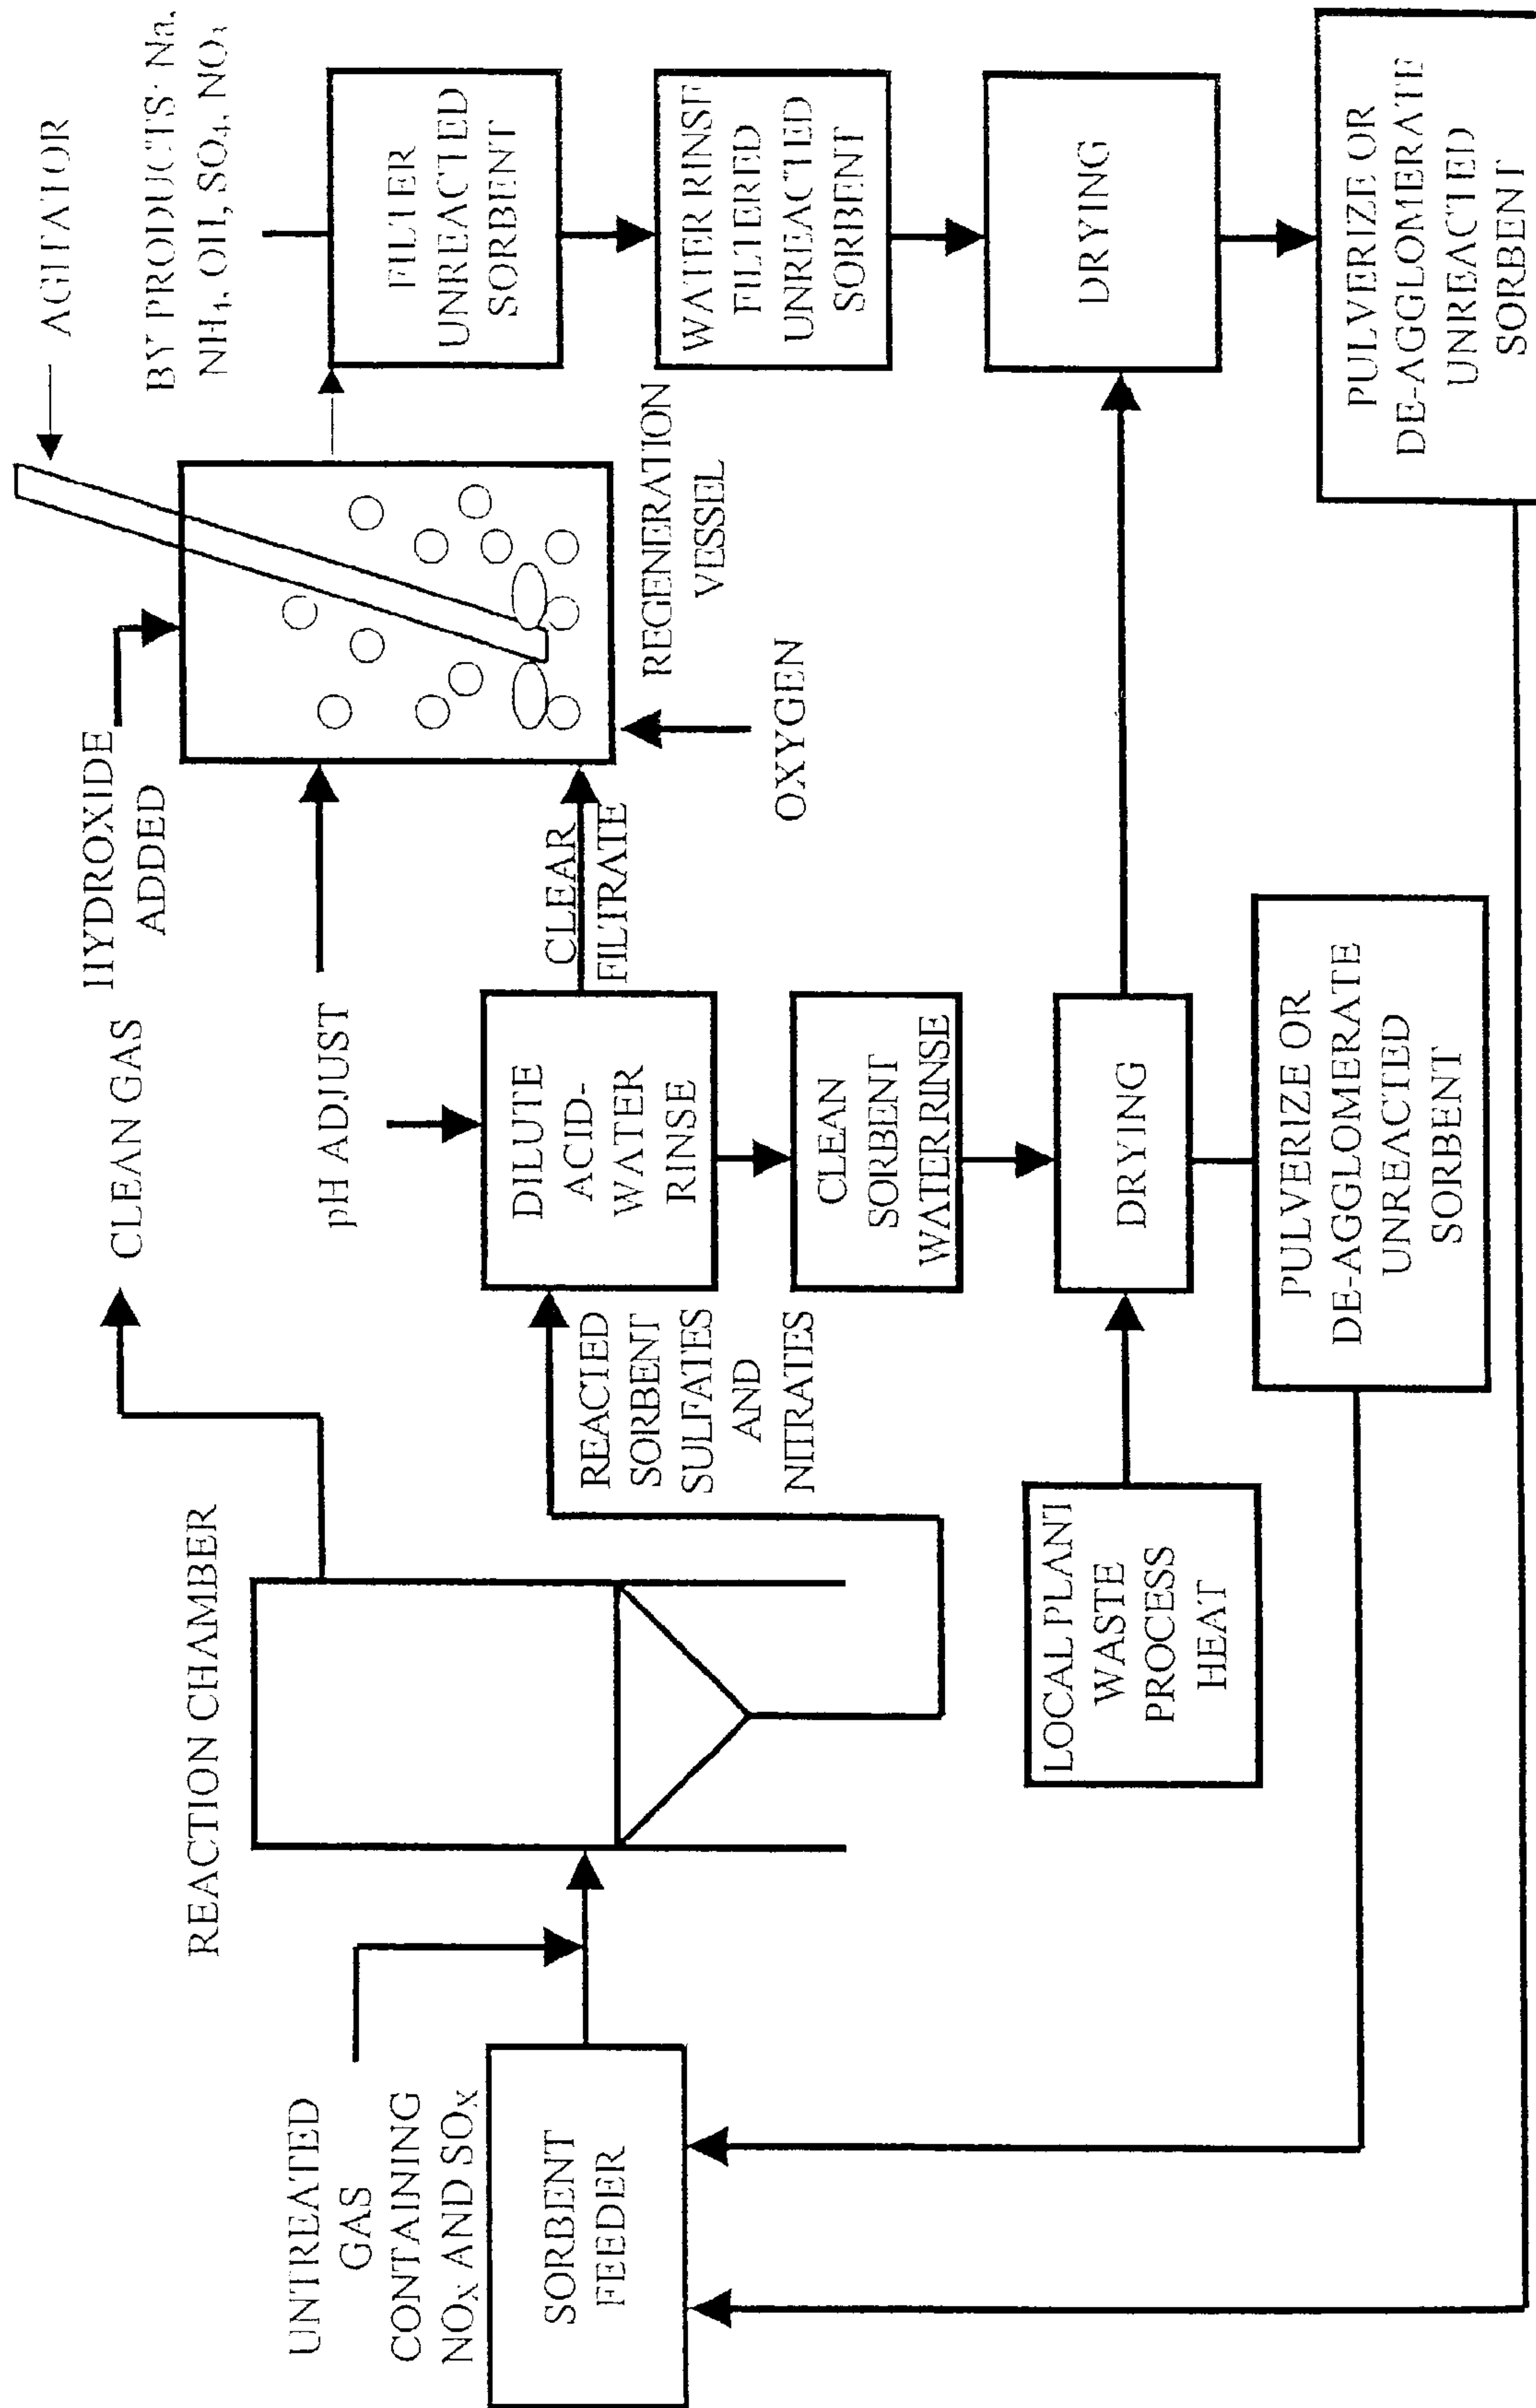 REACTION CHAMBER
CLEAN GAS
HYDROXIDE
ADDED
AGITATOR
BY PRODUCTS: Na,
NH4, OH, SO4, NO3
UNTREATED
GAS
CONTAINING
NOX AND SOX
SORBENT
FEEDER
REACTED
SORBENT
SULFATES
AND
NITRATES
pH ADJUST
DILUTE
ACID-
WATER
RINSE
CLEAR
FILTRATE
REGENERATION
VESSEL
OXYGEN
FILTER
UNREACTED
SORBENT
WATER RINSE
FILTERED
UNREACTED
SORBENT
CLEAN
SORBENT
WATER RINSE
LOCAL PLANT
WASTE
PROCESS
HEAT
DRYING
DRYING
PULVERIZE OR
DE-AGGLOMERATE
UNREACTED
SORBENT
PULVERIZE OR
DE-AGGLOMERATE
UNREACTED
SORBENT